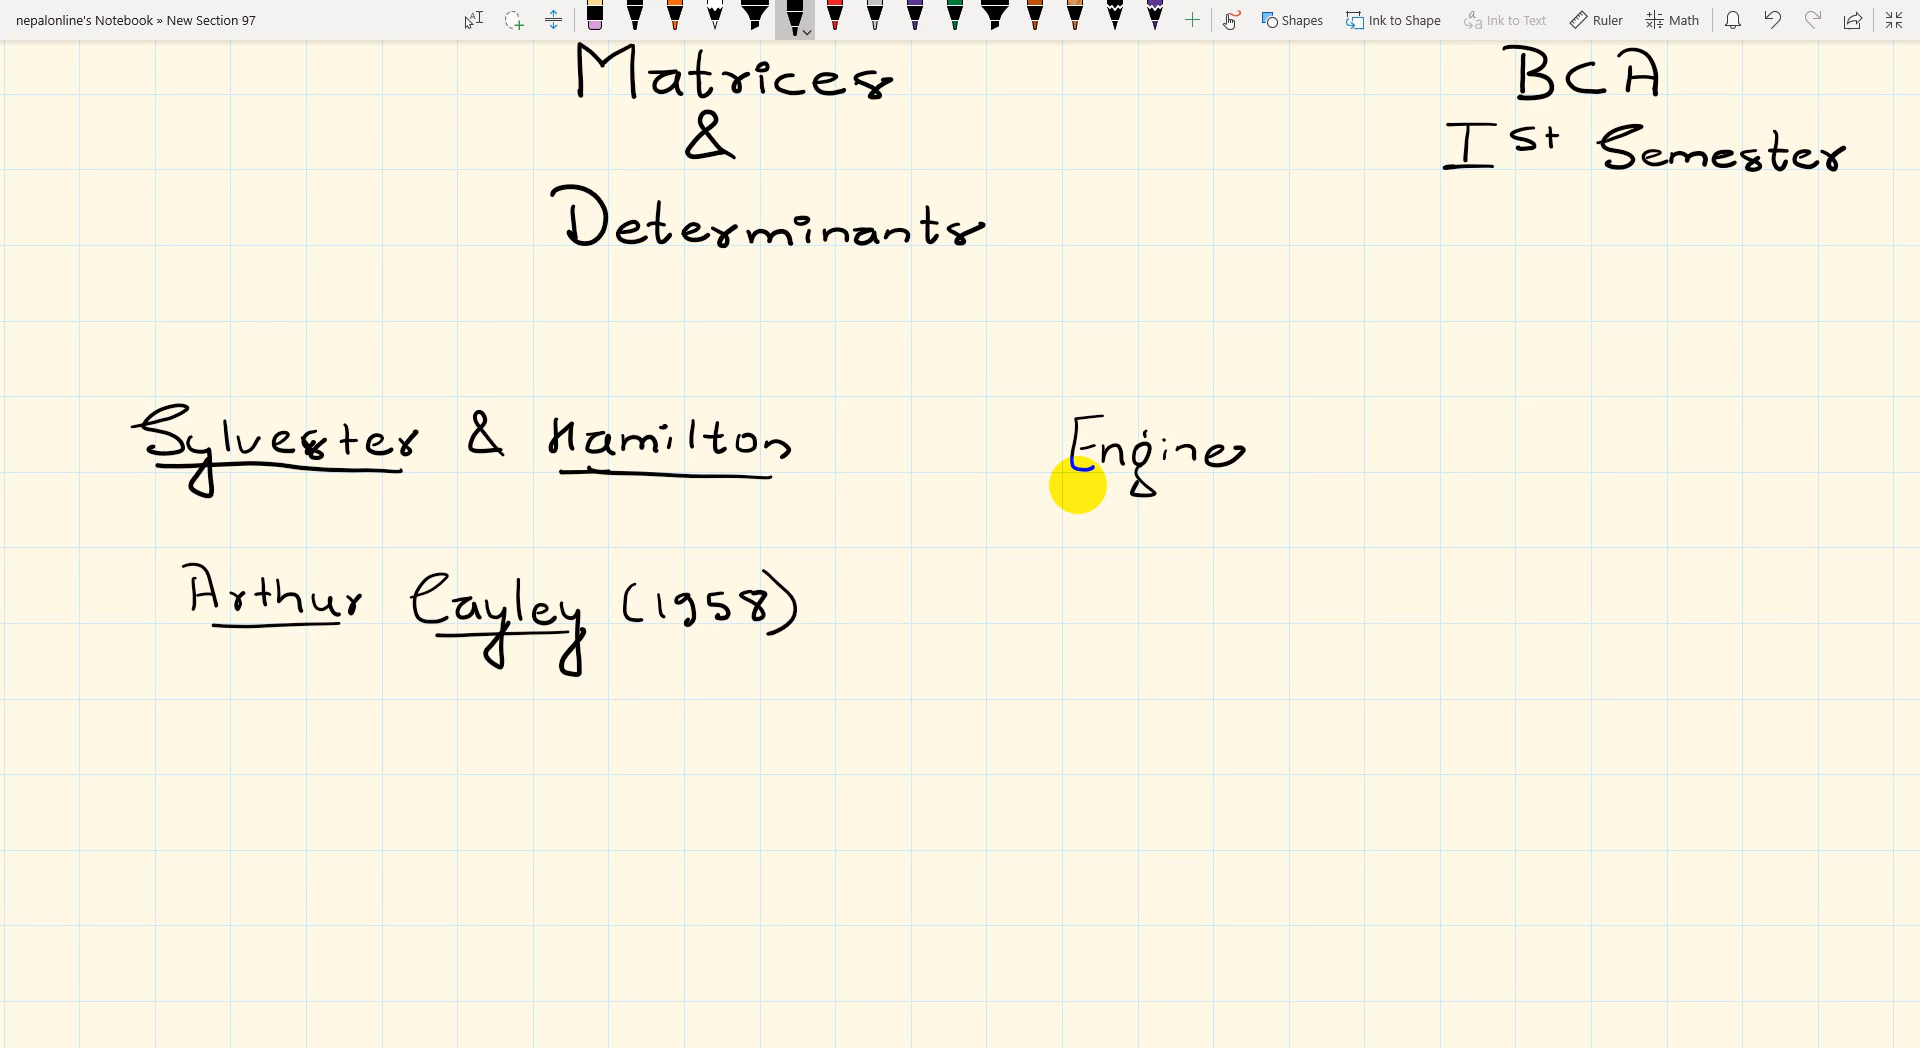 nepalonline's Notebook » New Section 97
Shapes Ink to Shape Ink to Text Ruler Math
Matrices
&
Determinants
BCA
Ist Semester
Sylvester & Hamilton
Engine
Arthur Cayley (1958)